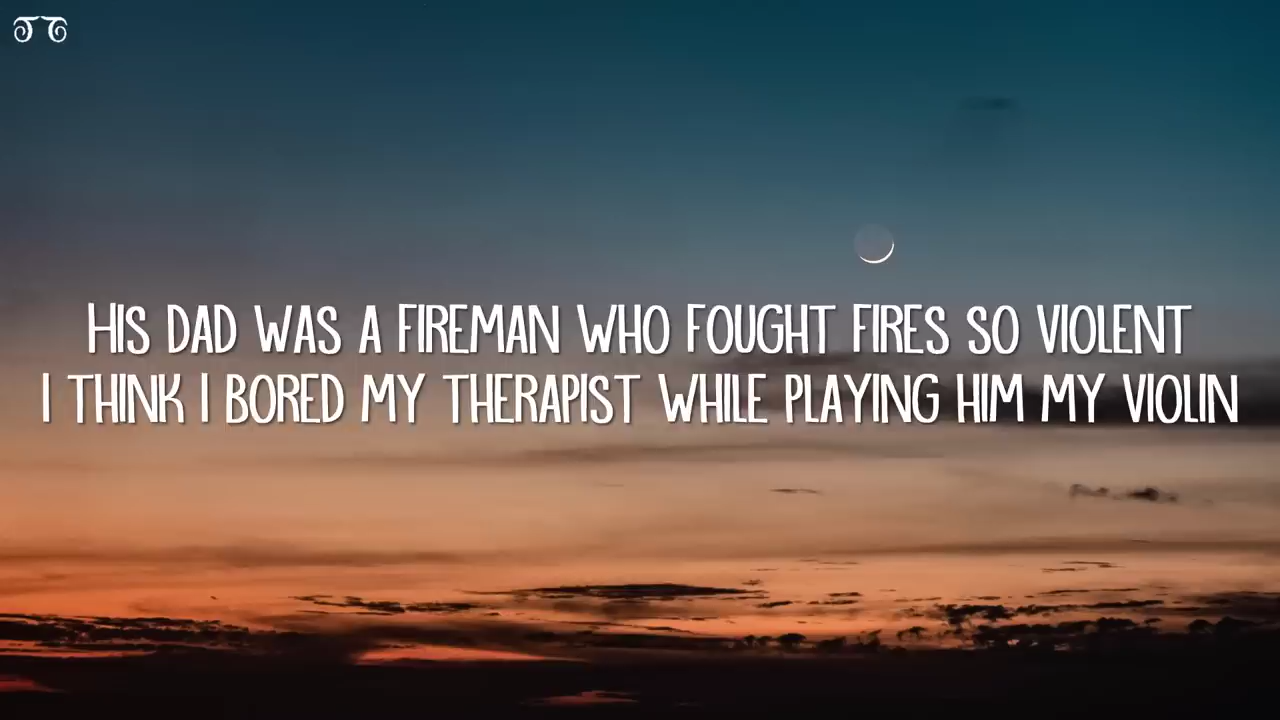 HIS DAD WAS A FIREMAN WHO FOUGHT FIRES SO VIOLENT
I THINK I BORED MY THERAPIST WHILE PLAYING HIM MY VIOLIN